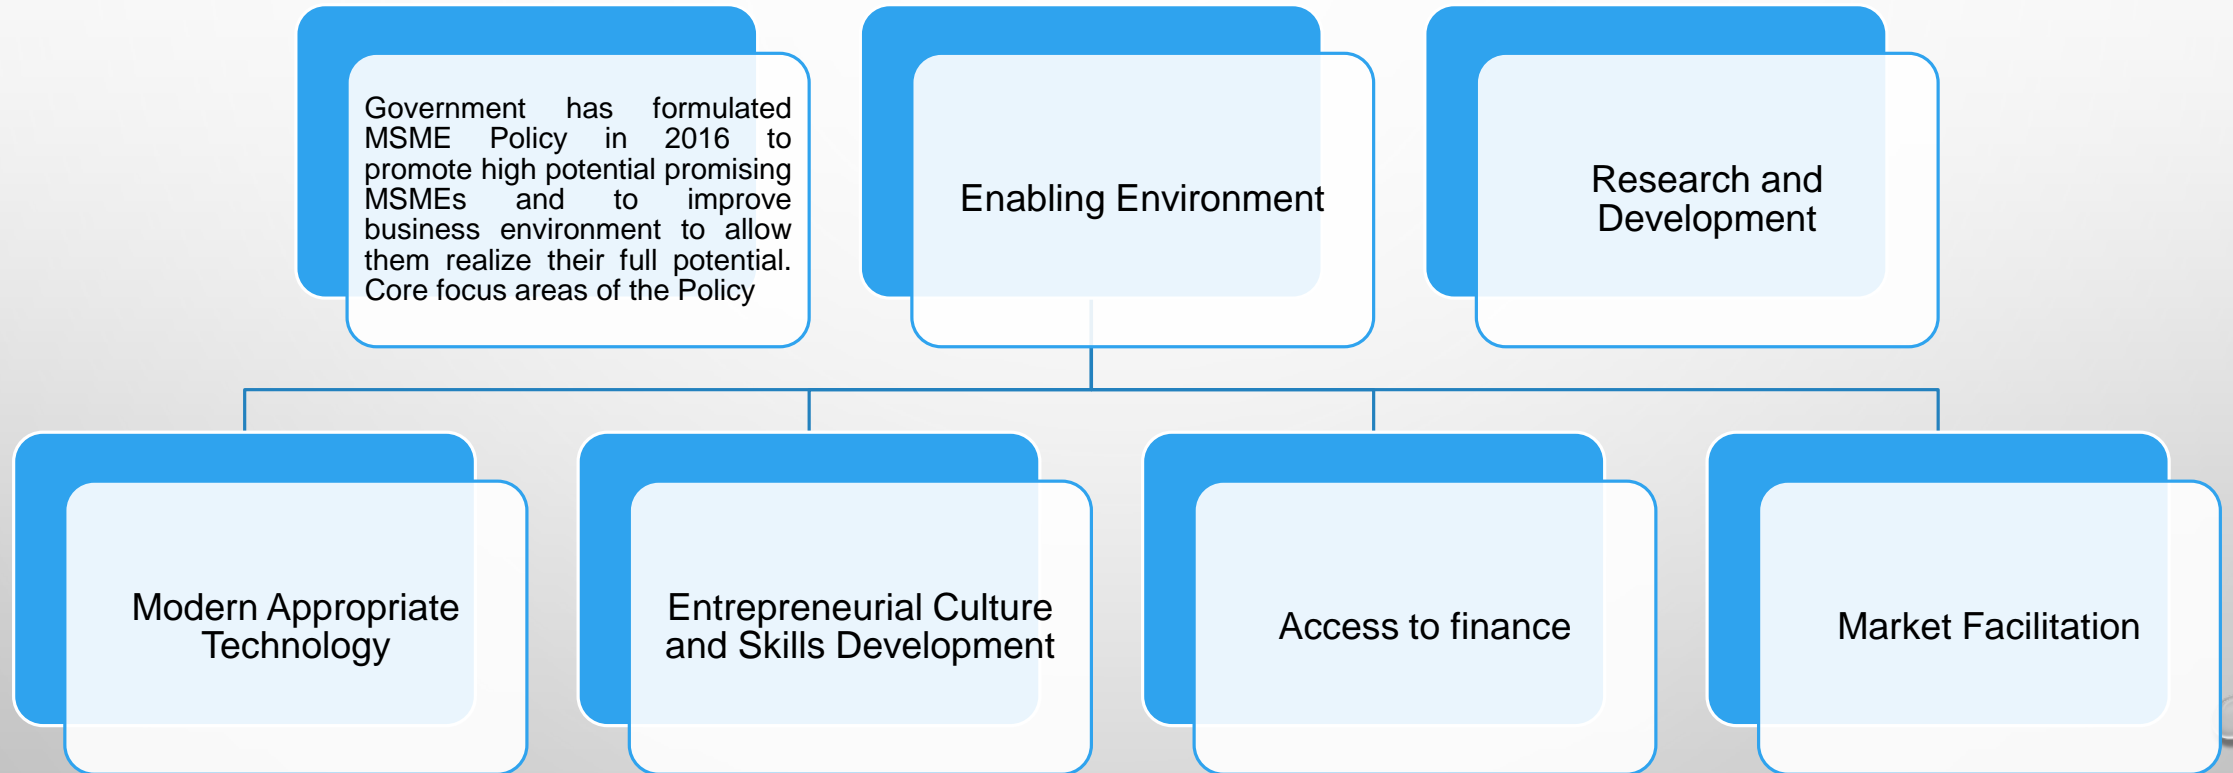 Government has formulated
MSME Policy in 2016 to
promote high potential promising
MSMEs and to improve
business environment to allow
them realize their full potential.
Core focus areas of the Policy
Enabling Environment
Research and
Development
Modern Appropriate
Technology
Entrepreneurial Culture
and Skills Development
Access to finance
Market Facilitation